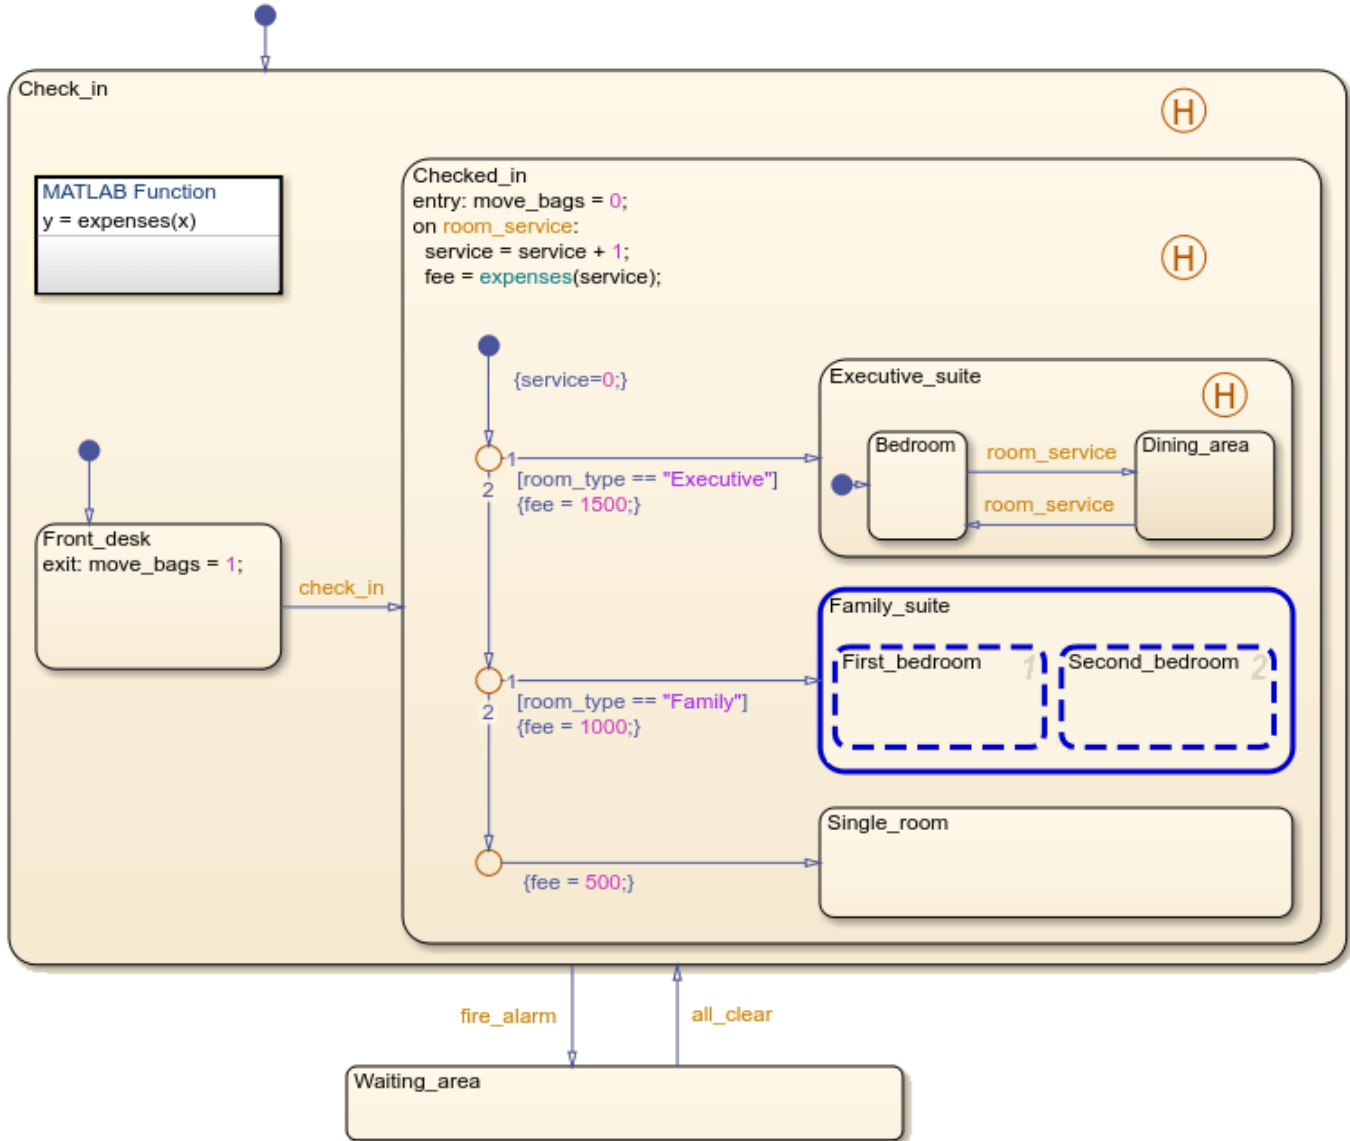 Check_in
H
MATLAB Function
y = expenses(x)
Checked_in
entry: move_bags = 0;
on room_service:
service = service + 1;
fee = expenses(service);
H
{service=0;}
Executive_suite
H
Bedroom
room_service
Dining_area
room_service
1
[room_type == "Executive"]
{fee = 1500;}
2
Front_desk
exit: move_bags = 1;
check_in
Family_suite
First_bedroom 1
Second_bedroom 2
1
[room_type == "Family"]
{fee = 1000;}
2
Single_room
{fee = 500;}
fire_alarm
all_clear
Waiting_area